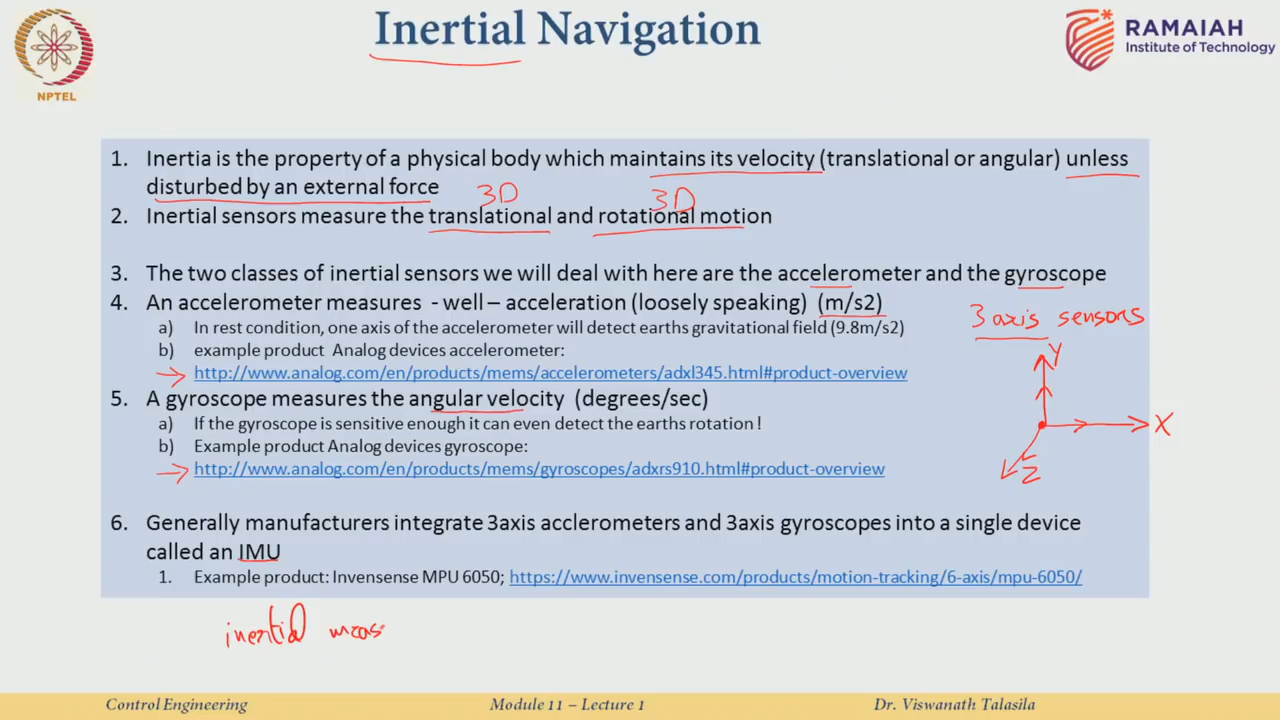 Inertial Navigation
NPTEL
RAMAIAH
Institute of Technology
1. Inertia is the property of a physical body which maintains its velocity (translational or angular) unless
disturbed by an external force
3D 3D
2. Inertial sensors measure the translational and rotational motion
3. The two classes of inertial sensors we will deal with here are the accelerometer and the gyroscope
4. An accelerometer measures - well – acceleration (loosely speaking) (m/s2)
a) In rest condition, one axis of the accelerometer will detect earths gravitational field (9.8m/s2)
b) example product Analog devices accelerometer:
http://www.analog.com/en/products/mems/accelerometers/adxl345.html#product-overview
5. A gyroscope measures the angular velocity (degrees/sec)
a) If the gyroscope is sensitive enough it can even detect the earths rotation !
b) Example product Analog devices gyroscope:
http://www.analog.com/en/products/mems/gyroscopes/adxrs910.html#product-overview
3 axis sensors
Y
X
Z
6. Generally manufacturers integrate 3axis acclerometers and 3axis gyroscopes into a single device
called an IMU
1. Example product: Invensense MPU 6050; https://www.invensense.com/products/motion-tracking/6-axis/mpu-6050/
inertial meas
Control Engineering
Module 11 – Lecture 1
Dr. Viswanath Talasila